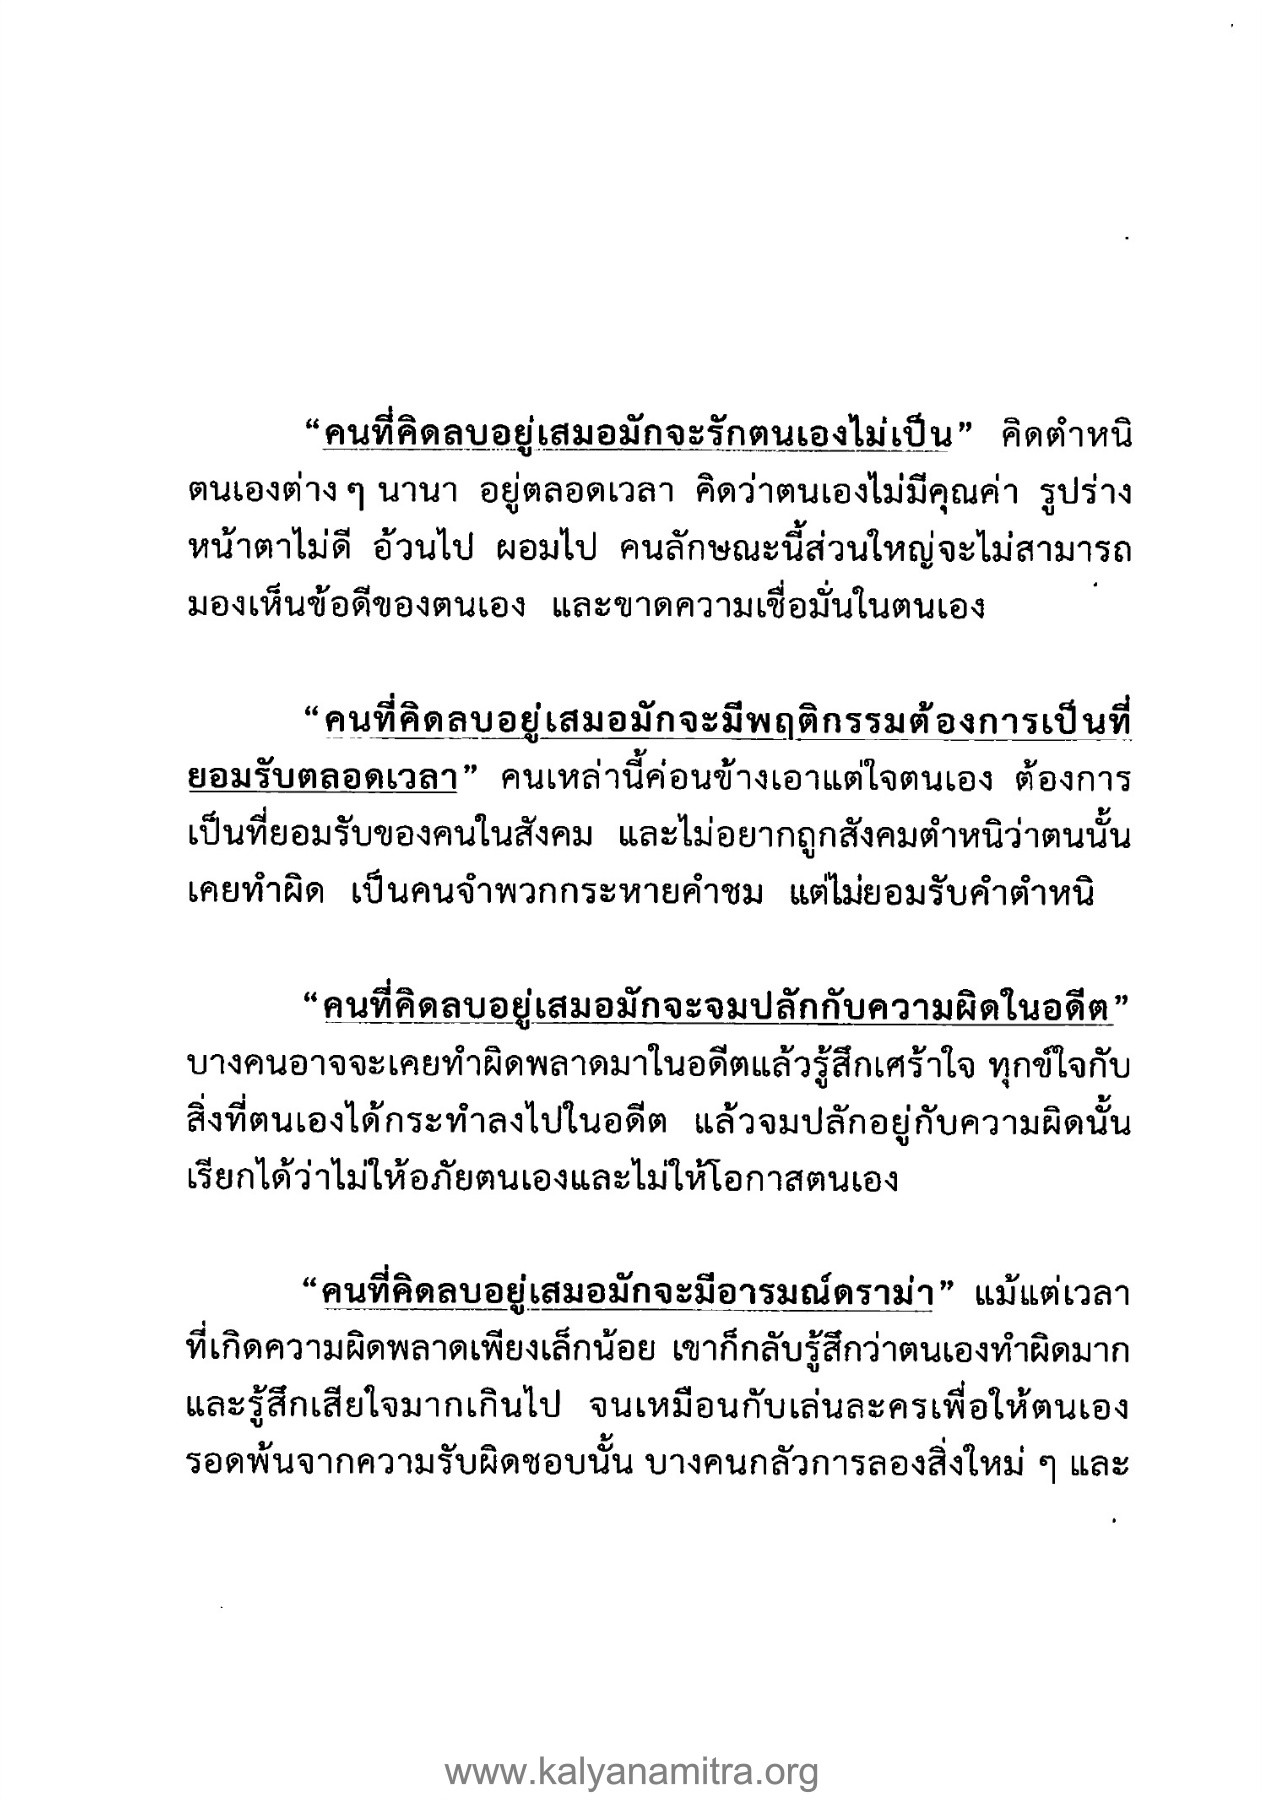 “คนที่คิดลบอยู่เสมอมักจะรักตนเองไม่เป็น” คิดตำหนิ
ตนเองต่าง ๆ นานา อยู่ตลอดเวลา คิดว่าตนเองไม่มีคุณค่า รูปร่าง
หน้าตาไม่ดี อ้วนไป ผอมไป คนลักษณะนี้ส่วนใหญ่จะไม่สามารถ
มองเห็นข้อดีของตนเอง และขาดความเชื่อมั่นในตนเอง
“คนที่คิดลบอยู่เสมอมักจะมีพฤติกรรมต้องการเป็นที่
ยอมรับตลอดเวลา” คนเหล่านี้ค่อนข้างเอาแต่ใจตนเอง ต้องการ
เป็นที่ยอมรับของคนในสังคม และไม่อยากถูกสังคมตำหนิว่าตนนั้น
เคยทำผิด เป็นคนจำพวกกระหายคำชม แต่ไม่ยอมรับคำตำหนิ
“คนที่คิดลบอยู่เสมอมักจะจมปลักกับความผิดในอดีต”
บางคนอาจจะเคยทำผิดพลาดมาในอดีตแล้วรู้สึกเศร้าใจ ทุกข์ใจกับ
สิ่งที่ตนเองได้กระทำลงไปในอดีต แล้วจมปลักอยู่กับความผิดนั้น
เรียกได้ว่าไม่ให้อภัยตนเองและไม่ให้โอกาสตนเอง
“คนที่คิดลบอยู่เสมอมักจะมีอารมณ์ดราม่า” แม้แต่เวลา
ที่เกิดความผิดพลาดเพียงเล็กน้อย เขาก็กลับรู้สึกว่าตนเองทำผิดมาก
และรู้สึกเสียใจมากเกินไป จนเหมือนกับเล่นละครเพื่อให้ตนเอง
รอดพ้นจากความรับผิดชอบนั้น บางคนกลัวการลองสิ่งใหม่ ๆ และ
www.kalyanamitra.org